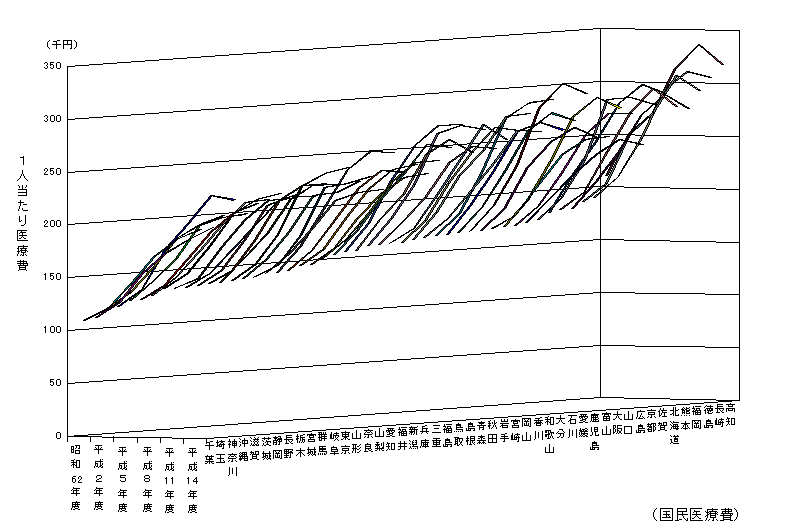 （千円）
350
300
250
200
150
100
50
0
１人当たり医療費
昭和62年度
平成2年度
平成5年度
平成8年度
平成11年度
平成14年度
千葉
埼玉
神奈川
沖縄
滋賀
茨城
静岡
長野
栃木
宮城
群馬
岐阜
東京
山形
奈良
山梨
愛知
福井
新潟
兵庫
三重
福島
鳥取
島根
青森
秋田
岩手
宮崎
岡山
香川
和歌山
大分
石川
愛媛
鹿児島
富山
大阪
山口
広島
京都
佐賀
北海道
熊本
福岡
徳島
長崎
高知
（国民医療費）